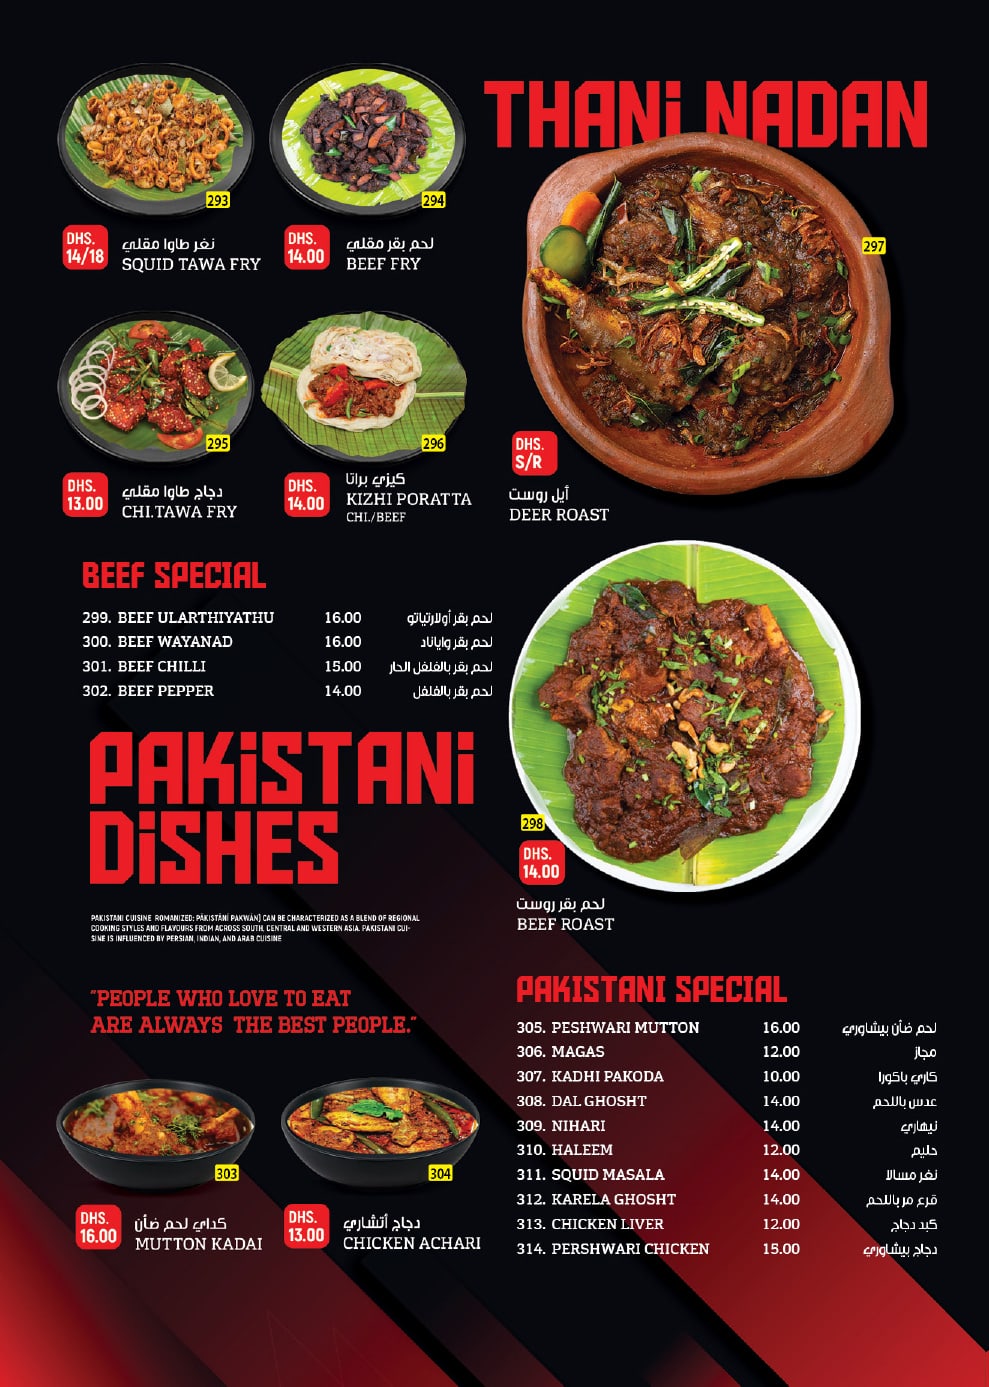 THANi NADAN
293
DHS.
14/18
نغر طاوا مقلي
SQUID TAWA FRY
294
DHS.
14.00
لحم بقر مقلي
BEEF FRY
295
DHS.
13.00
دجاج طاوا مقلي
CHI.TAWA FRY
296
DHS.
14.00
كيزي براتا
KIZHI PORATTA
CHI./BEEF
297
DHS.
S/R
أيل روست
DEER ROAST
BEEF SPECIAL
299. BEEF ULARTHIYATHU 16.00 لحم بقر أولارتياتو
300. BEEF WAYANAD 16.00 لحم بقر واياناد
301. BEEF CHILLI 15.00 لحم بقر بالفلفل الحار
302. BEEF PEPPER 14.00 لحم بقر بالفلفل
298
DHS.
14.00
لحم بقر روست
BEEF ROAST
PAKiSTANi
DiSHES
PAKISTANI CUISINE ROMANIZED: PĀKISTĀNĪ PAKWĀN) CAN BE CHARACTERIZED AS A BLEND OF REGIONAL
COOKING STYLES AND FLAVOURS FROM ACROSS SOUTH, CENTRAL AND WESTERN ASIA. PAKISTANI CUI-
SINE IS INFLUENCED BY PERSIAN, INDIAN, AND ARAB CUISINE
"PEOPLE WHO LOVE TO EAT
ARE ALWAYS THE BEST PEOPLE."
303
DHS.
16.00
كداي لحم ضأن
MUTTON KADAI
304
DHS.
13.00
دجاج أتشاري
CHICKEN ACHARI
PAKISTANI SPECIAL
305. PESHWARI MUTTON 16.00 لحم ضأن بيشاوري
306. MAGAS 12.00 مجاز
307. KADHI PAKODA 10.00 كاري باكورا
308. DAL GHOSHT 14.00 عدس باللحم
309. NIHARI 14.00 نيهاري
310. HALEEM 12.00 حليم
311. SQUID MASALA 14.00 نغر مسالا
312. KARELA GHOSHT 14.00 قرع مر باللحم
313. CHICKEN LIVER 12.00 كبد دجاج
314. PERSHWARI CHICKEN 15.00 دجاج بيشاوري